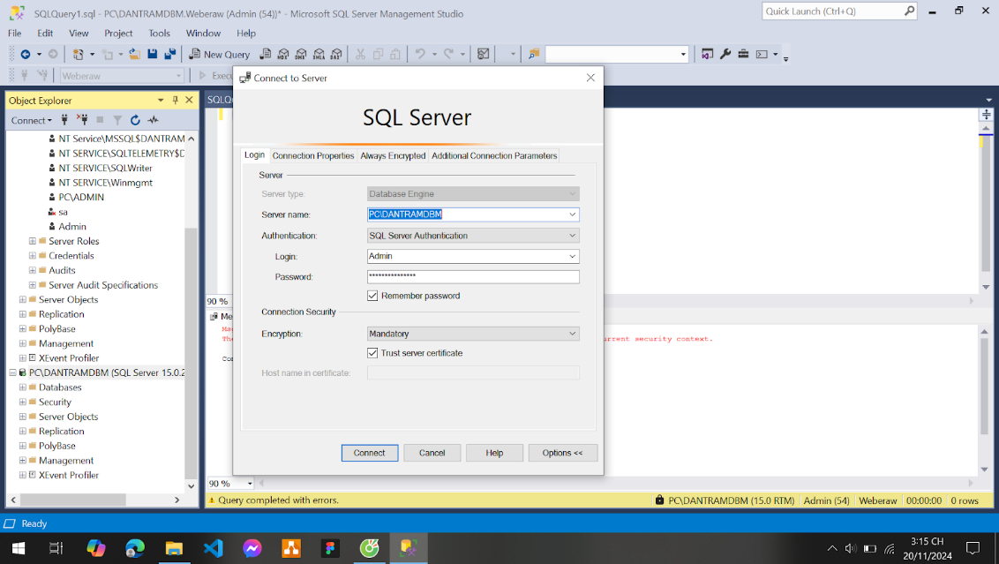 SQLQuery1.sql - PC\DANTRAMDBM.Weberaw (Admin (54))* - Microsoft SQL Server Management Studio
Quick Launch (Ctrl+Q)
File Edit View Project Tools Window Help
New Query
MDX DMX XMLA DAX
Weberaw
Execu
Object Explorer
Connect
NT Service\MSSQL$DANTRAM
NT SERVICE\SQLTELEMETRY$D
NT SERVICE\SQLWriter
NT SERVICE\Winmgmt
PC\ADMIN
sa
Admin
Server Roles
Credentials
Audits
Server Audit Specifications
Server Objects
Replication
PolyBase
Management
XEvent Profiler
PC\DANTRAMDBM (SQL Server 15.0.2
Databases
Security
Server Objects
Replication
PolyBase
Management
XEvent Profiler
SQLQu
90 %
Me
Ms
The
Co
urrent security context.
90 %
Connect to Server
SQL Server
Login Connection Properties Always Encrypted Additional Connection Parameters
Server
Server type: Database Engine
Server name: PC\DANTRAMDBM
Authentication: SQL Server Authentication
Login: Admin
Password: ***************
Remember password
Connection Security
Encryption: Mandatory
Trust server certificate
Host name in certificate:
Connect Cancel Help Options <<
Query completed with errors.
PC\DANTRAMDBM (15.0 RTM) Admin (54) Weberaw 00:00:00 0 rows
Ready
3:15 CH
20/11/2024